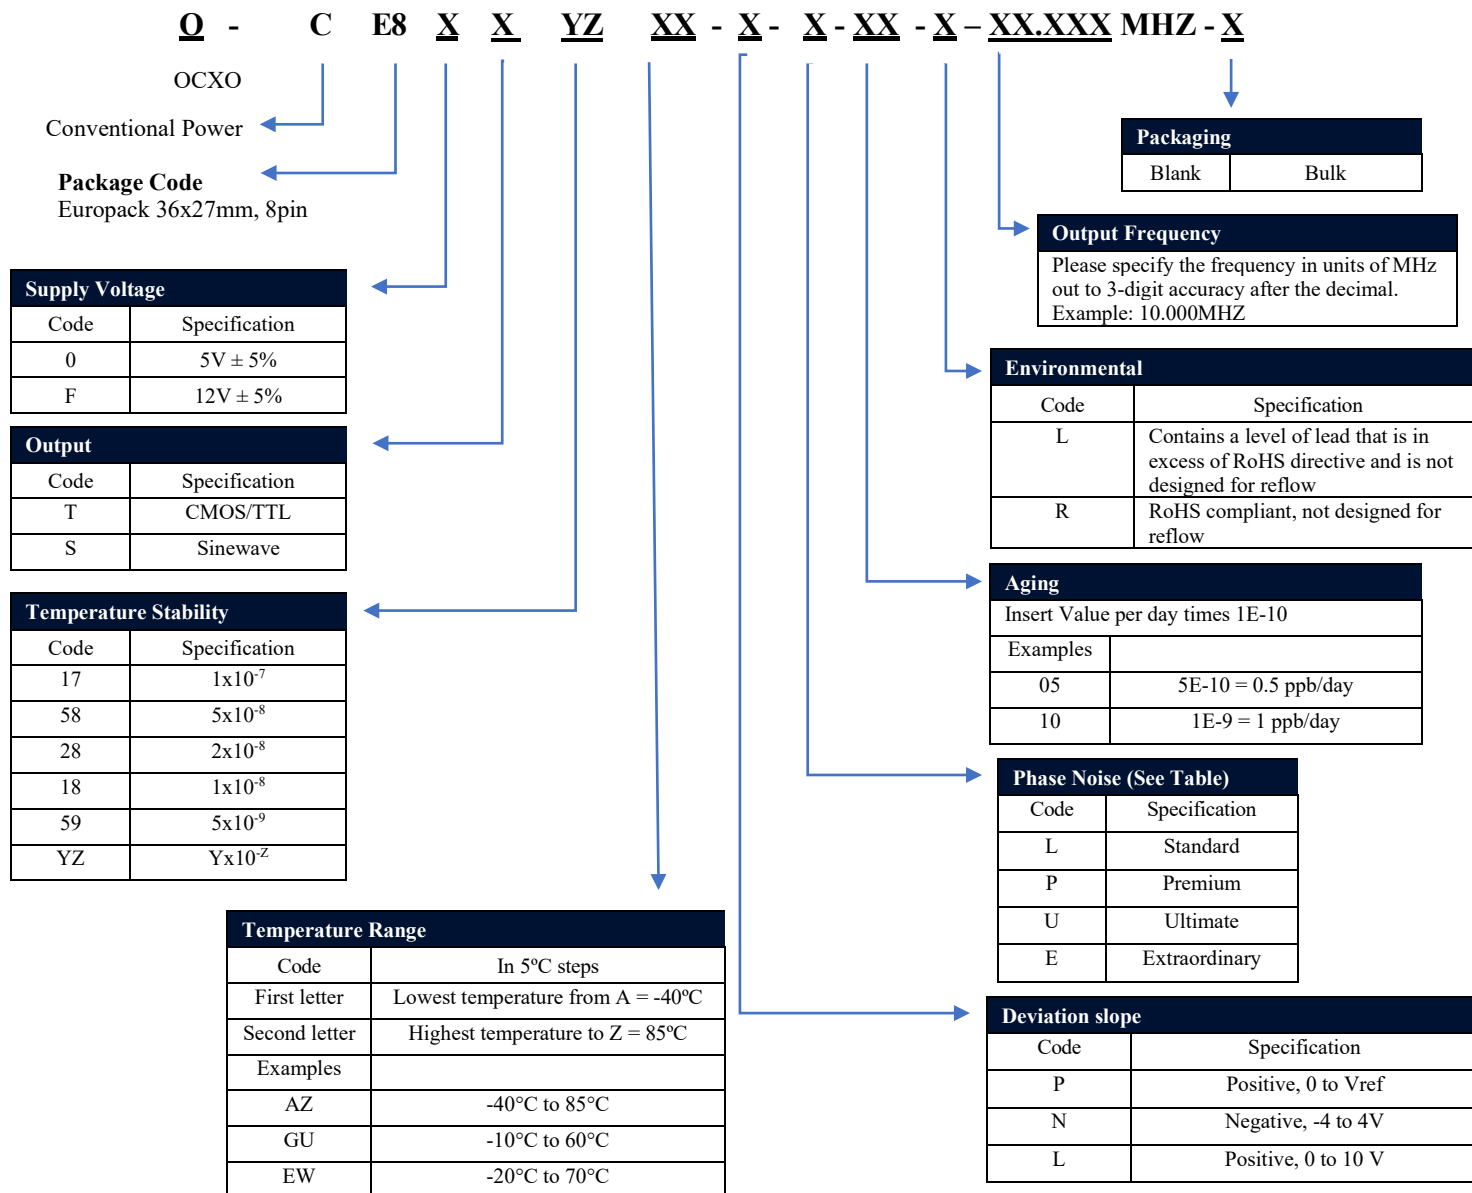 O - C E8 X X YZ XX - X - X - XX - X – XX.XXX MHZ - X
OCXO
Conventional Power
Package Code
Europack 36x27mm, 8pin
Supply Voltage
Code Specification
0 5V ± 5%
F 12V ± 5%
Output
Code Specification
T CMOS/TTL
S Sinewave
Temperature Stability
Code Specification
17 1x10⁻⁷
58 5x10⁻⁸
28 2x10⁻⁸
18 1x10⁻⁸
59 5x10⁻⁹
YZ Yx10⁻ᶻ
Temperature Range
Code In 5ºC steps
First letter Lowest temperature from A = -40ºC
Second letter Highest temperature to Z = 85ºC
Examples
AZ -40°C to 85°C
GU -10°C to 60°C
EW -20°C to 70°C
Packaging
Blank Bulk
Output Frequency
Please specify the frequency in units of MHz
out to 3-digit accuracy after the decimal.
Example: 10.000MHZ
Environmental
Code Specification
L Contains a level of lead that is in
excess of RoHS directive and is not
designed for reflow
R RoHS compliant, not designed for
reflow
Aging
Insert Value per day times 1E-10
Examples
05 5E-10 = 0.5 ppb/day
10 1E-9 = 1 ppb/day
Phase Noise (See Table)
Code Specification
L Standard
P Premium
U Ultimate
E Extraordinary
Deviation slope
Code Specification
P Positive, 0 to Vref
N Negative, -4 to 4V
L Positive, 0 to 10 V